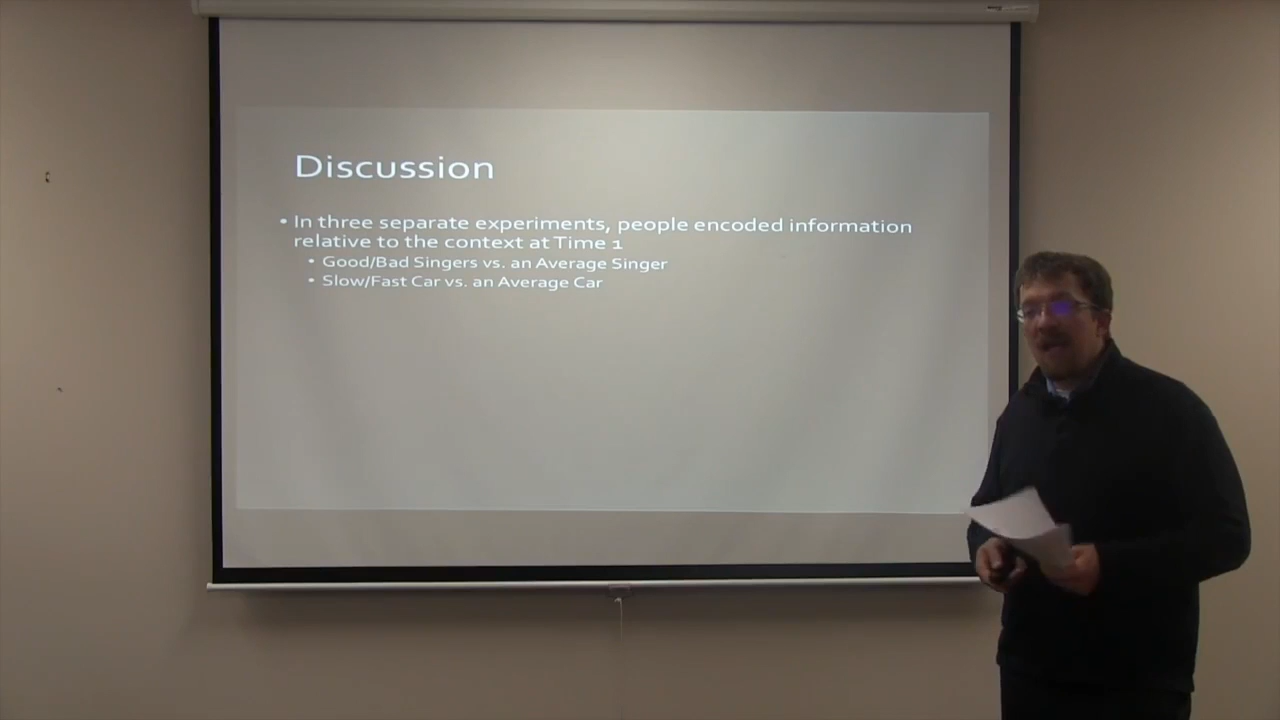 Discussion
• In three separate experiments, people encoded information
relative to the context at Time 1
• Good/Bad Singers vs. an Average Singer
• Slow/Fast Car vs. an Average Car